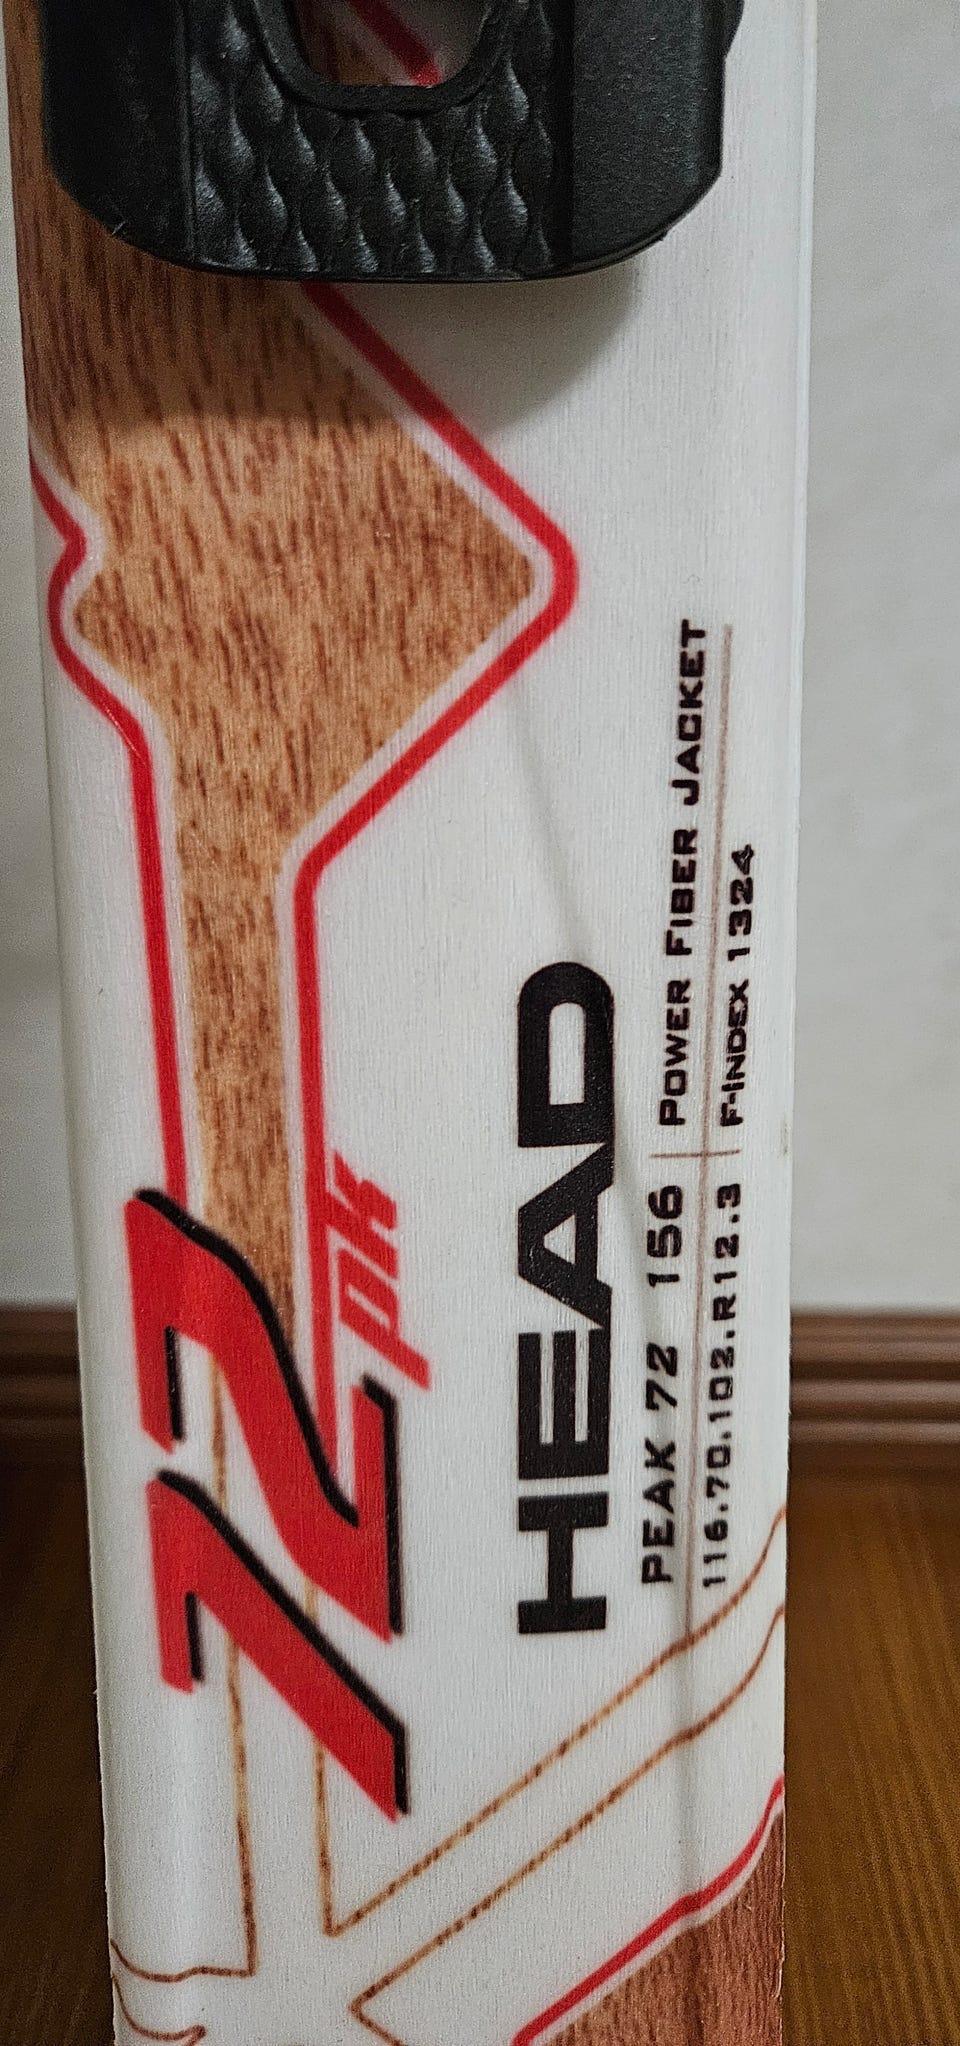 72 pk
HEAD
PEAK 72 156 POWER FIBER JACKET
116.70.102.R12.3 F-INDEX 1324